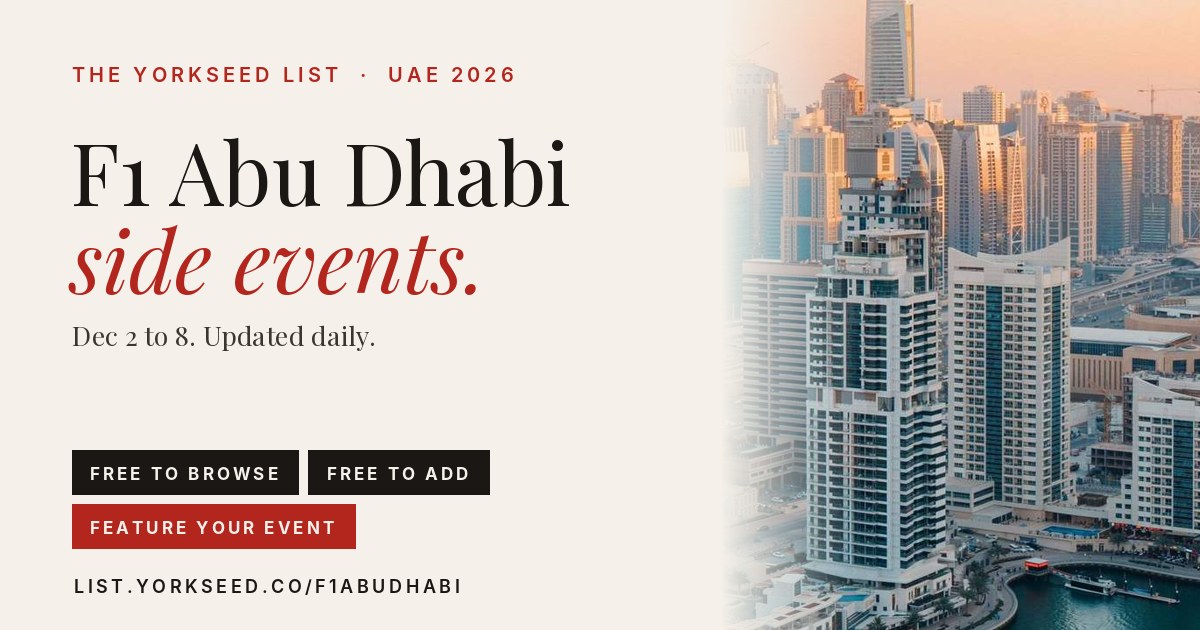 THE YORKSEED LIST · UAE 2026
F1 Abu Dhabi
side events.
Dec 2 to 8. Updated daily.
FREE TO BROWSE
FREE TO ADD
FEATURE YOUR EVENT
LIST.YORKSEED.CO/F1ABUDHABI